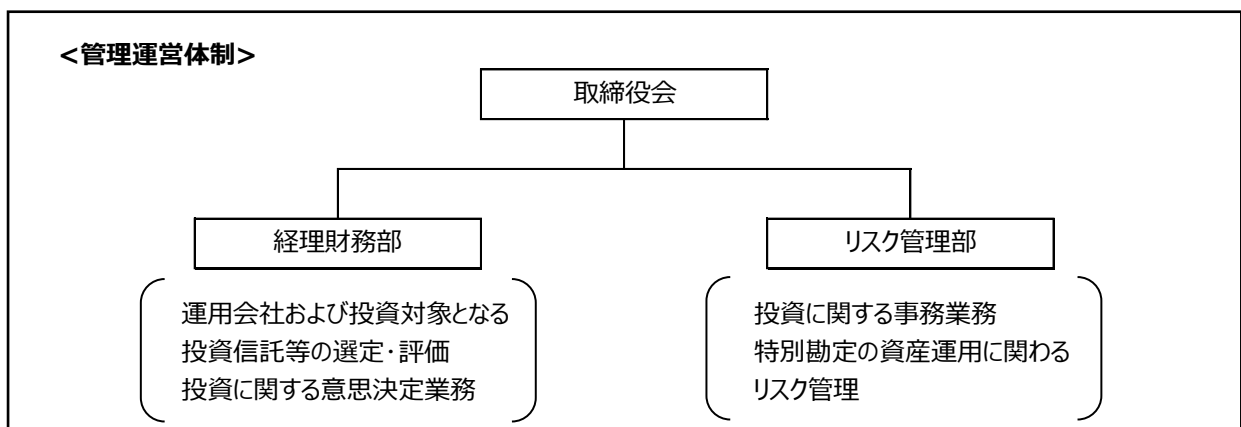 <管理運営体制>
取締役会
経理財務部
運用会社および投資対象となる
投資信託等の選定・評価
投資に関する意思決定業務
リスク管理部
投資に関する事務業務
特別勘定の資産運用に関わる
リスク管理